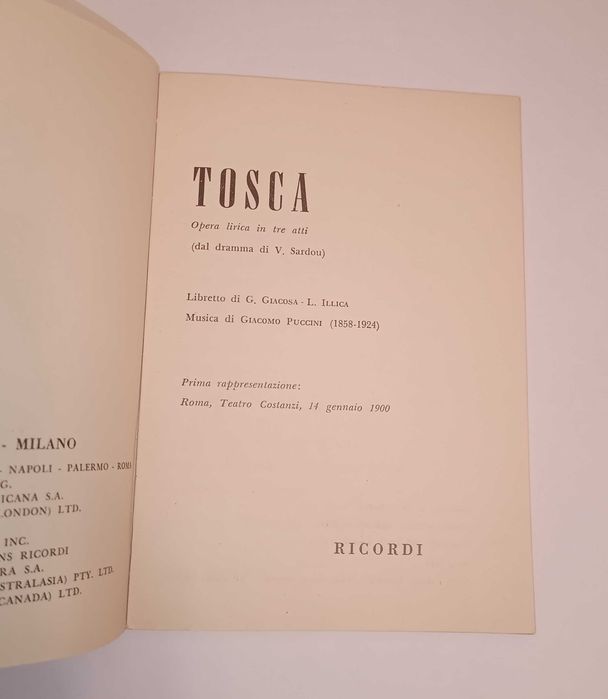 - MILANO
- NAPOLI - PALERMO - ROMA
G.
ICANA S.A.
LONDON) LTD.
INC.
NS RICORDI
RA S.A.
STRALASIA) PTY. LTD.
CANADA) LTD.
TOSCA
Opera lirica in tre atti
(dal dramma di V. Sardou)
Libretto di G. GIACOSA - L. ILLICA
Musica di GIACOMO PUCCINI (1858-1924)
Prima rappresentazione:
Roma, Teatro Costanzi, 14 gennaio 1900
RICORDI